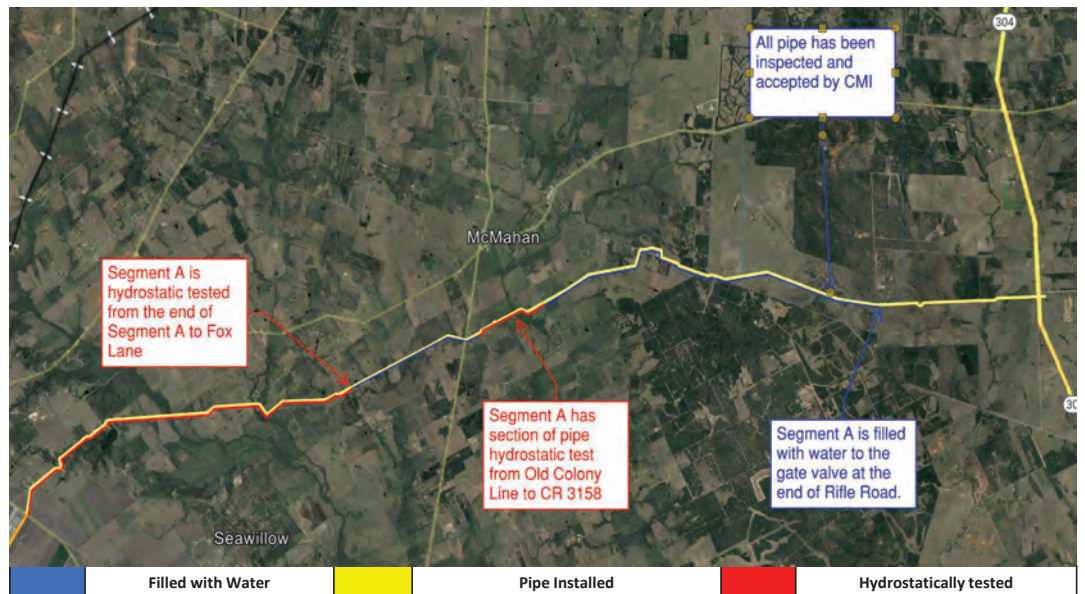 304
All pipe has been
inspected and
accepted by CMI
McMahan
Segment A is
hydrostatic tested
from the end of
Segment A to Fox
Lane
Segment A has
section of pipe
hydrostatic test
from Old Colony
Line to CR 3158
Segment A is filled
with water to the
gate valve at the
end of Rifle Road.
Seawillow
Filled with Water
Pipe Installed
Hydrostatically tested